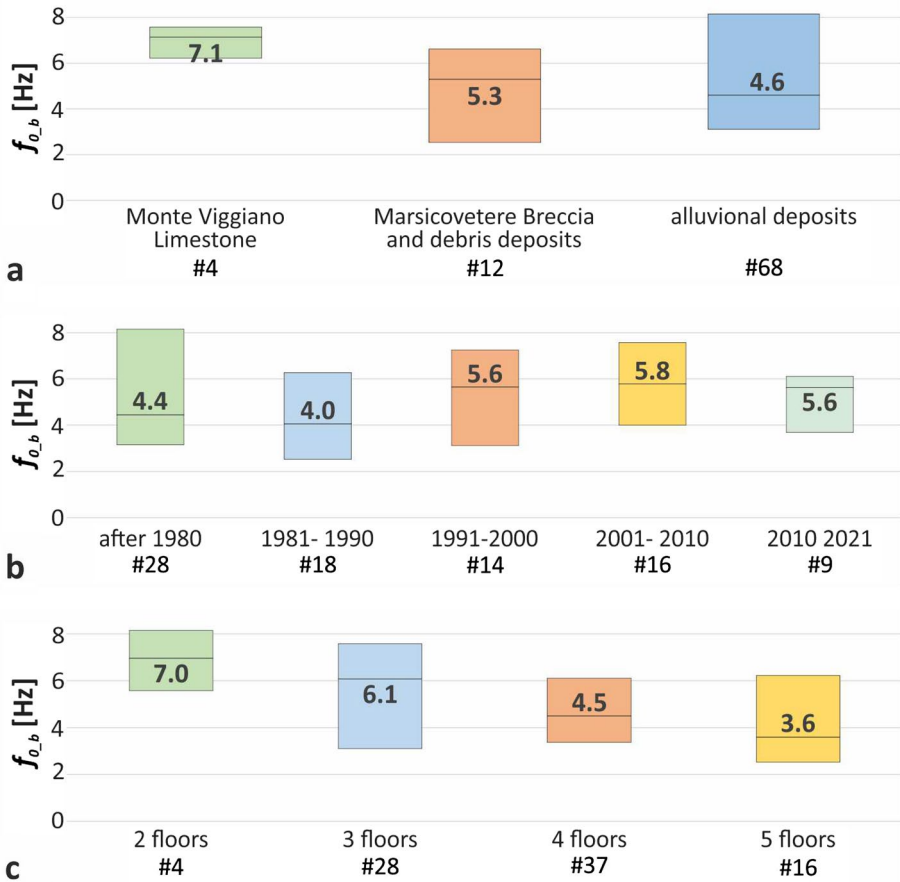 8
6
4
2
0
f0_b [Hz]
7.1
5.3
4.6
Monte Viggiano
Limestone
#4
Marsicovetere Breccia
and debris deposits
#12
alluvional deposits
#68
a
8
6
4
2
0
f0_b [Hz]
4.4
4.0
5.6
5.8
5.6
after 1980
#28
1981- 1990
#18
1991-2000
#14
2001- 2010
#16
2010 2021
#9
b
8
6
4
2
0
f0_b [Hz]
7.0
6.1
4.5
3.6
2 floors
#4
3 floors
#28
4 floors
#37
5 floors
#16
c